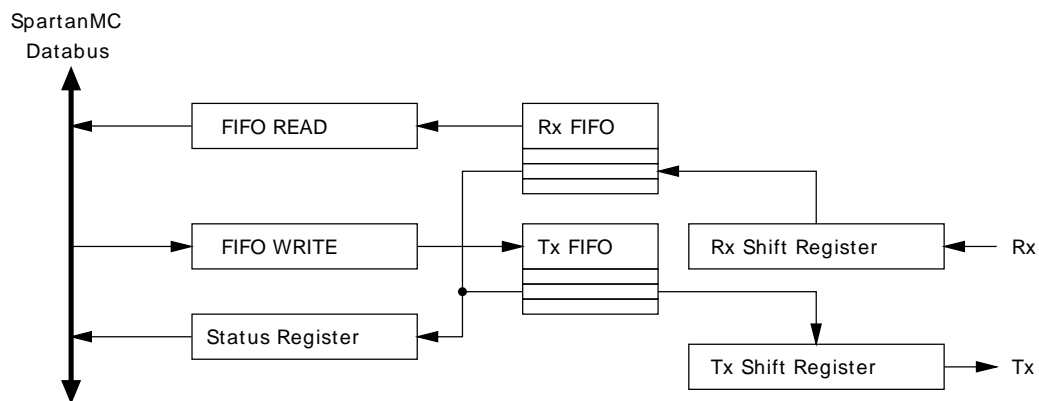 SpartanMC
Databus
FIFO READ
Rx FIFO
FIFO WRITE
Tx FIFO
Rx Shift Register
Rx
Status Register
Tx Shift Register
Tx